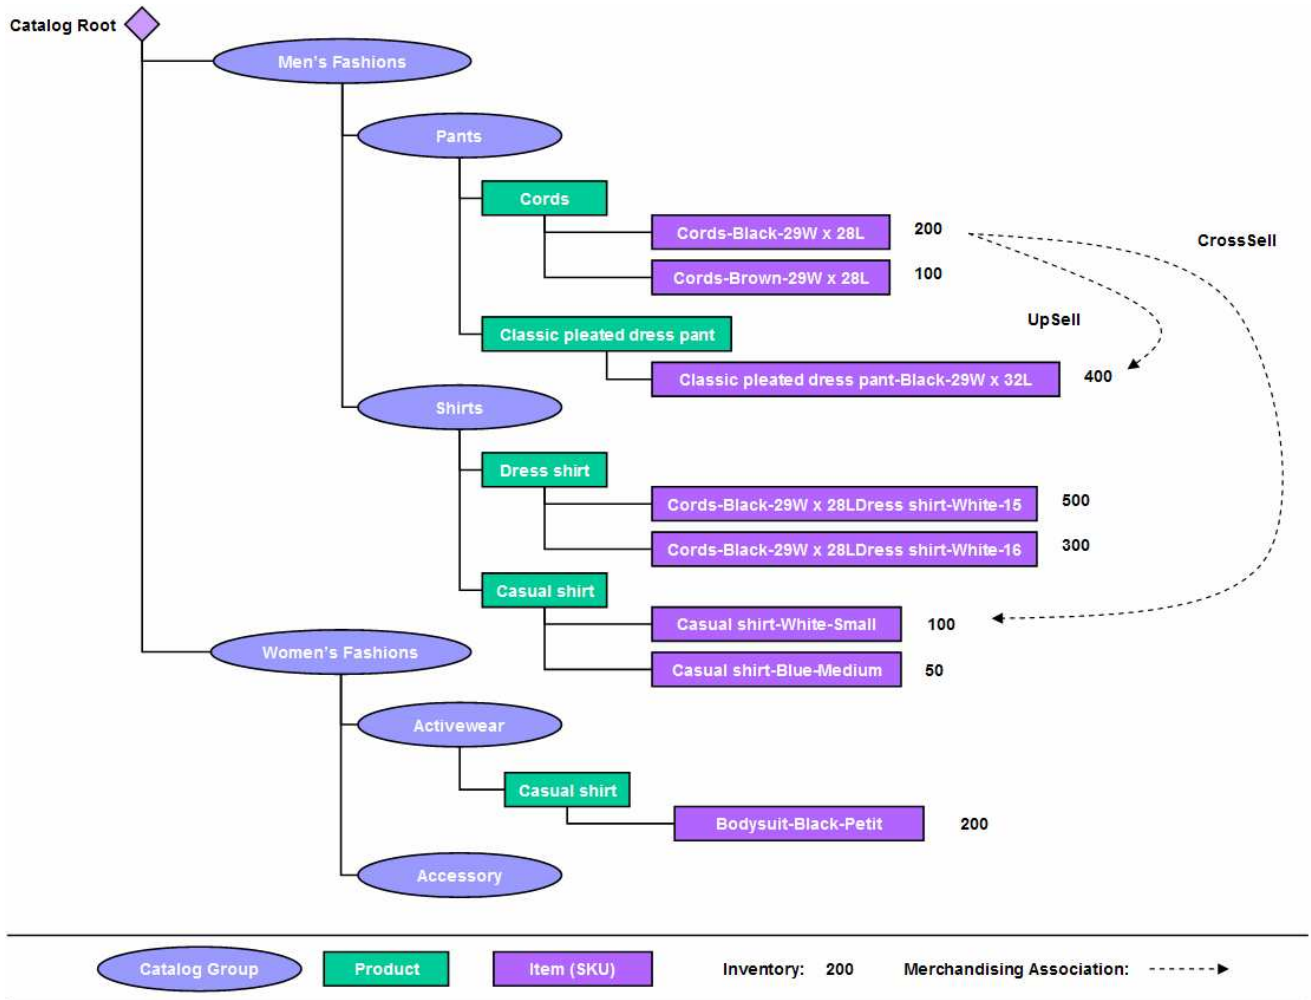 Catalog Root
Men's Fashions
Pants
Cords
Cords-Black-29W x 28L 200
CrossSell
Cords-Brown-29W x 28L 100
UpSell
Classic pleated dress pant
Classic pleated dress pant-Black-29W x 32L 400
Shirts
Dress shirt
Cords-Black-29W x 28LDress shirt-White-15 500
Cords-Black-29W x 28LDress shirt-White-16 300
Casual shirt
Casual shirt-White-Small 100
Women's Fashions
Casual shirt-Blue-Medium 50
Activewear
Casual shirt
Bodysuit-Black-Petit 200
Accessory
Catalog Group Product Item (SKU) Inventory: 200 Merchandising Association: